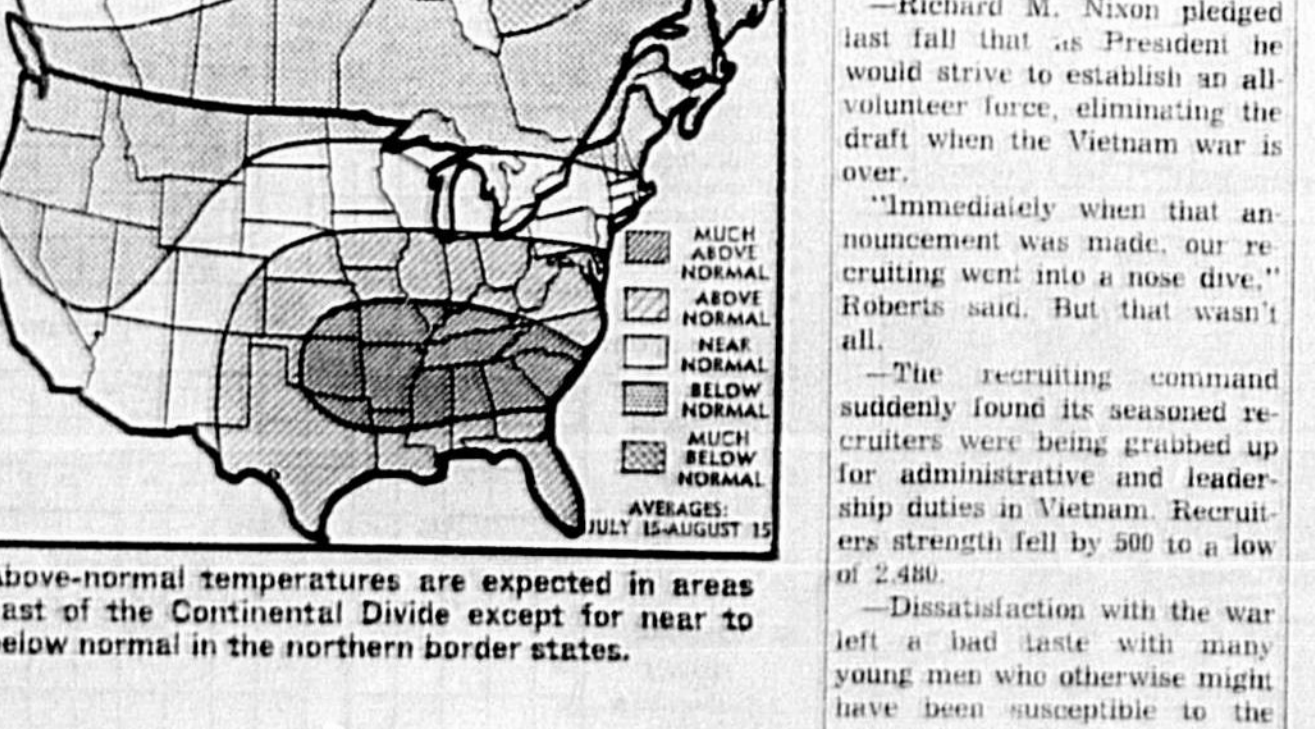 MUCH
ABOVE
NORMAL
ABOVE
NORMAL
NEAR
NORMAL
BELOW
NORMAL
MUCH
BELOW
NORMAL
AVERAGES:
JULY 15-AUGUST 15
bove-normal temperatures are expected in areas
ast of the Continental Divide except for near to
elow normal in the northern border states.
—Richard M. Nixon pledged
last fall that as President he
would strive to establish an all-
volunteer force, eliminating the
draft when the Vietnam war is
over.
"Immediately when that an-
nouncement was made, our re-
cruiting went into a nose dive,"
Roberts said. But that wasn't
all.
—The recruiting command
suddenly found its seasoned re-
cruiters were being grabbed up
for administrative and leader-
ship duties in Vietnam. Recruit-
ers strength fell by 500 to a low
of 2,480.
—Dissatisfaction with the war
left a bad taste with many
young men who otherwise might
have been susceptible to the